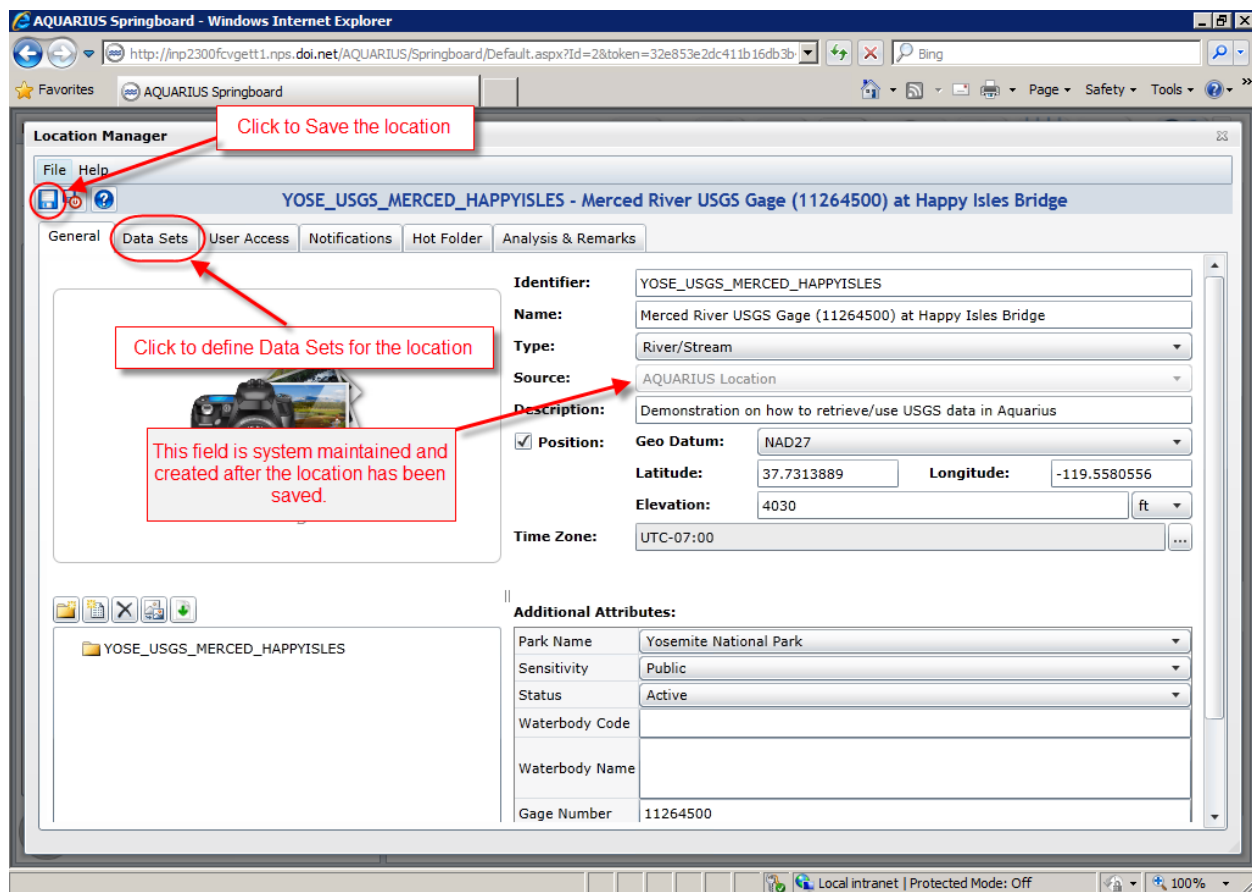 AQUARIUS Springboard - Windows Internet Explorer
http://inp2300fcvgett1.nps.doi.net/AQUARIUS/Springboard/Default.aspx?Id=2&token=32e853e2dc411b16db3b
Bing
Favorites
AQUARIUS Springboard
Page
Safety
Tools
Location Manager
Click to Save the location
File Help
YOSE_USGS_MERCED_HAPPYISLES - Merced River USGS Gage (11264500) at Happy Isles Bridge
General
Data Sets
User Access
Notifications
Hot Folder
Analysis & Remarks
Identifier: YOSE_USGS_MERCED_HAPPYISLES
Name: Merced River USGS Gage (11264500) at Happy Isles Bridge
Click to define Data Sets for the location
Type: River/Stream
Source: AQUARIUS Location
Description: Demonstration on how to retrieve/use USGS data in Aquarius
This field is system maintained and
created after the location has been
saved.
Position: Geo Datum: NAD27
Latitude: 37.7313889 Longitude: -119.5580556
Elevation: 4030 ft
Time Zone: UTC-07:00 ...
YOSE_USGS_MERCED_HAPPYISLES
Additional Attributes:
Park Name Yosemite National Park
Sensitivity Public
Status Active
Waterbody Code
Waterbody Name
Gage Number 11264500
Local intranet | Protected Mode: Off
100%